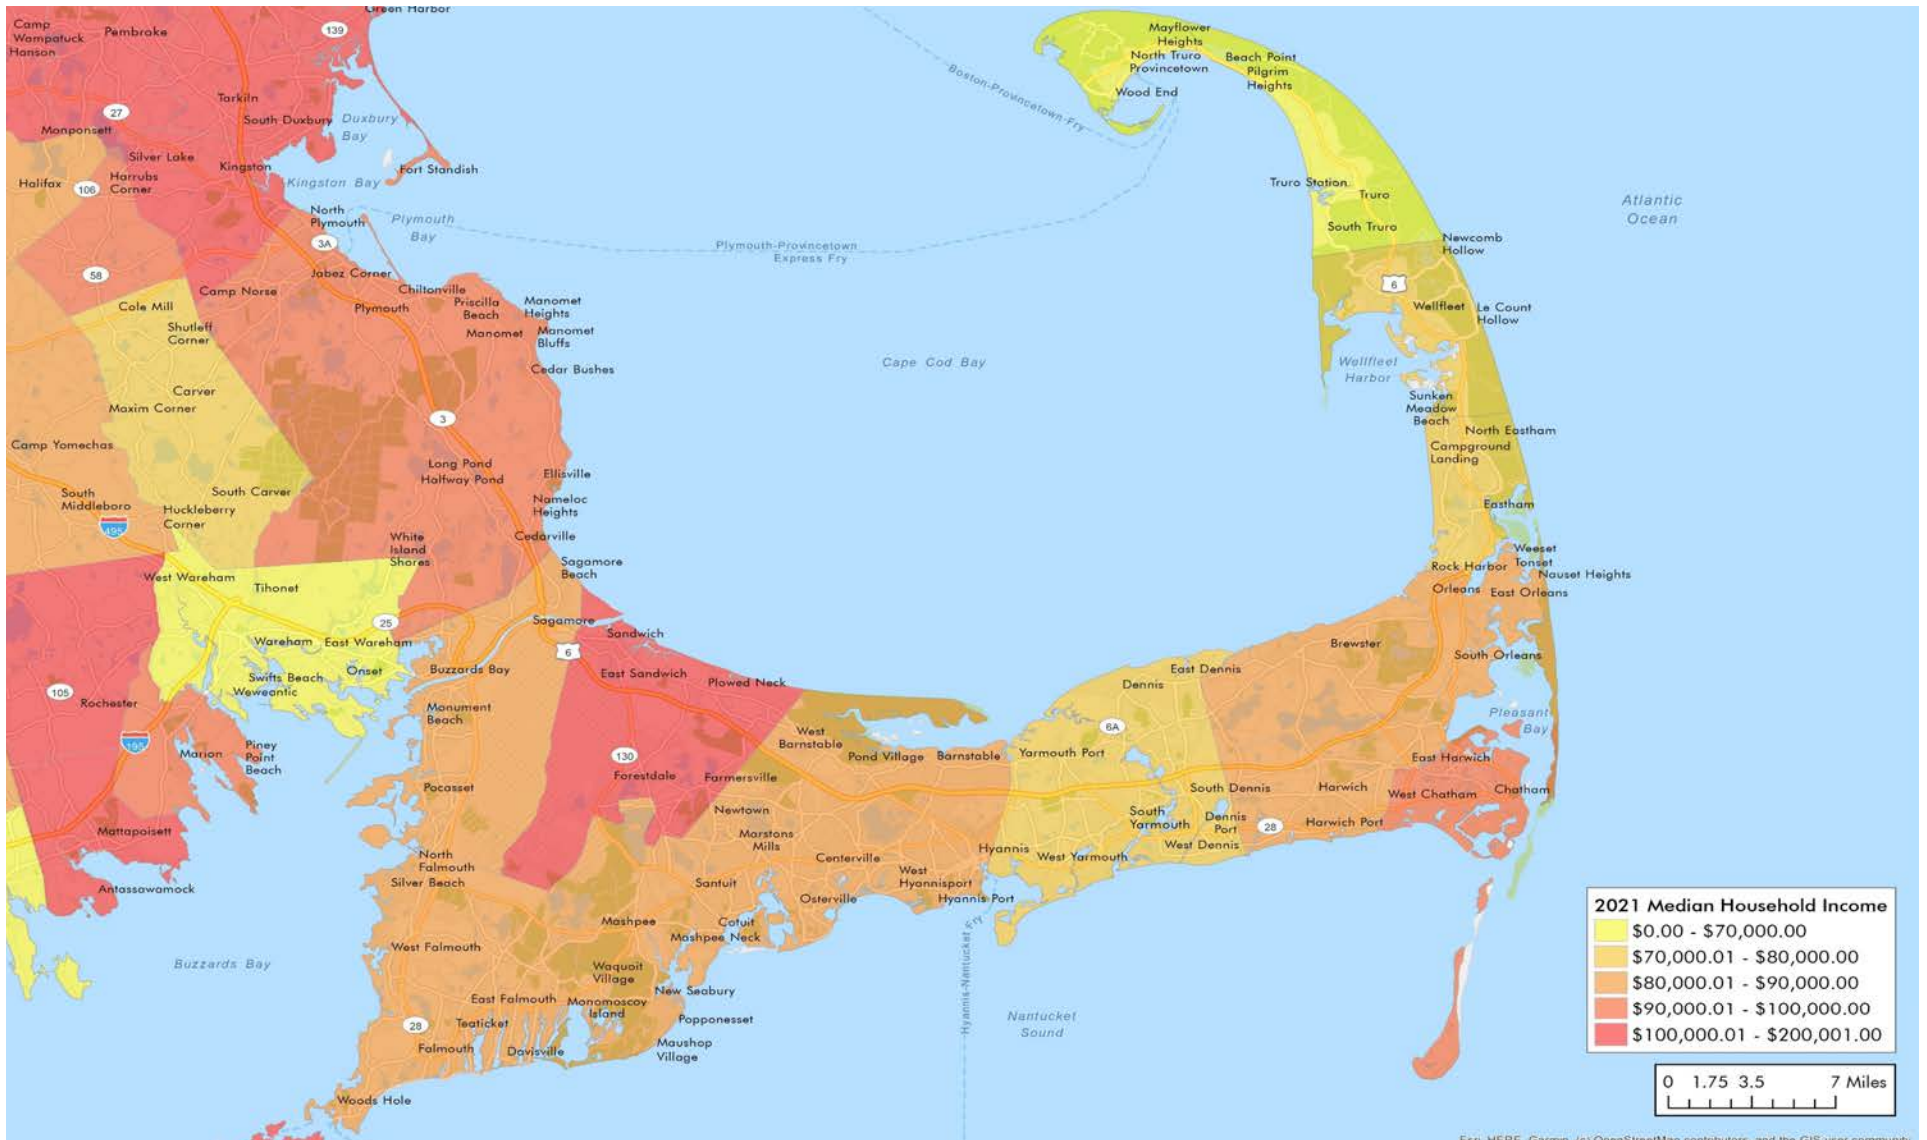 Green Harbor
Camp
Wampatuck
Hanson
Pembroke
139
Tarkiln
27
South Duxbury
Duxbury
Bay
Monponsett
Silver Lake
Kingston
Fort Standish
Halifax
106
Harrubs
Corner
Kingston Bay
North
Plymouth
Plymouth
Bay
3A
58
Jabez Corner
Camp Norse
Chiltonville
Cole Mill
Plymouth
Priscilla
Beach
Manomet
Heights
Shutleff
Corner
Manomet
Manomet
Bluffs
Cedar Bushes
Carver
Maxim Corner
3
Camp Yomechas
Long Pond
Halfway Pond
Ellisville
South
Middleboro
South Carver
Huckleberry
Corner
Nameloc
Heights
495
White
Island
Shores
Cedarville
Sagamore
Beach
West Wareham
Tihonet
25
Sagamore
Wareham
East Wareham
6
Sandwich
Swifts Beach
Onset
Buzzards Bay
East Sandwich
Plowed Neck
Weweantic
105
Rochester
Monument
Beach
195
Marion
Piney
Point
Beach
130
West
Barnstable
Pond Village
Barnstable
Forestdale
Farmersville
Pocasset
Newtown
Mattapoisett
Marstons
Mills
North
Falmouth
Silver Beach
Centerville
Antassawamock
Santuit
West
Hyannisport
Osterville
Hyannis Port
Mashpee
Cotuit
Mashpee Neck
West Falmouth
Buzzards Bay
Waquoit
Village
New Seabury
East Falmouth
Monomoscoy
Island
28
Teaticket
Popponesset
Falmouth
Davisville
Maushop
Village
Woods Hole
Boston-Provincetown-Fry
Plymouth-Provincetown
Express Fry
Cape Cod Bay
Mayflower
Heights
North Truro
Provincetown
Beach Point
Pilgrim
Heights
Wood End
Truro Station
Truro
South Truro
Atlantic
Ocean
Newcomb
Hollow
6
Wellfleet
Le Count
Hollow
Wellfleet
Harbor
Sunken
Meadow
Beach
North Eastham
Campground
Landing
Eastham
Weeset
Tonset
Rock Harbor
Nauset Heights
Orleans
East Orleans
Brewster
South Orleans
East Dennis
Dennis
6A
Pleasant
Bay
Yarmouth Port
East Harwich
South Dennis
Harwich
West Chatham
Chatham
South
Yarmouth
Dennis
Port
28
Harwich Port
Hyannis
West Yarmouth
West Dennis
Hyannis-Nantucket Fry
Nantucket
Sound
2021 Median Household Income
$0.00 - $70,000.00
$70,000.01 - $80,000.00
$80,000.01 - $90,000.00
$90,000.01 - $100,000.00
$100,000.01 - $200,001.00
0 1.75 3.5 7 Miles